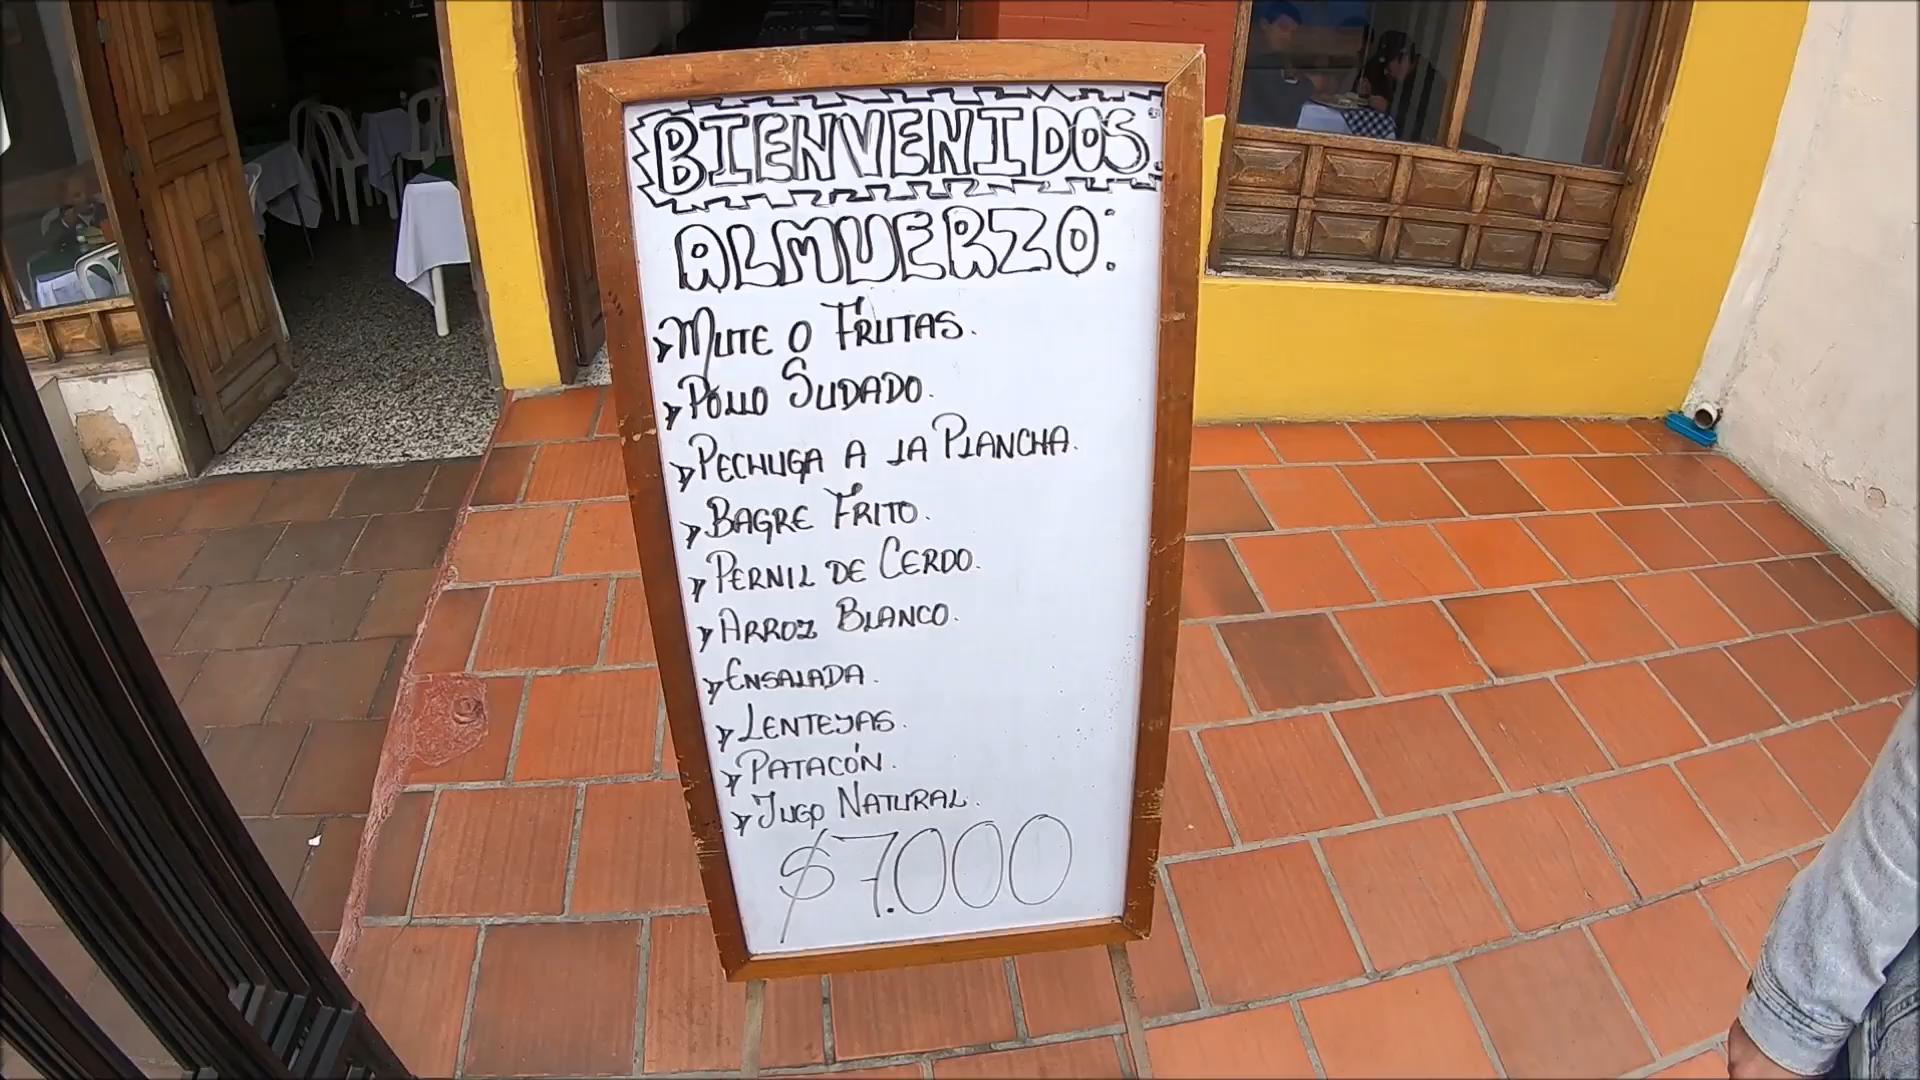 BIENVENIDOS:
ALMUERZO:
MUTE O FRUTAS.
POLLO SUDADO.
PECHUGA A LA PLANCHA.
BAGRE FRITO.
PERNIL DE CERDO.
ARROZ BLANCO.
ENSALADA.
LENTEJAS.
PATACÓN.
JUGO NATURAL.
$7.000